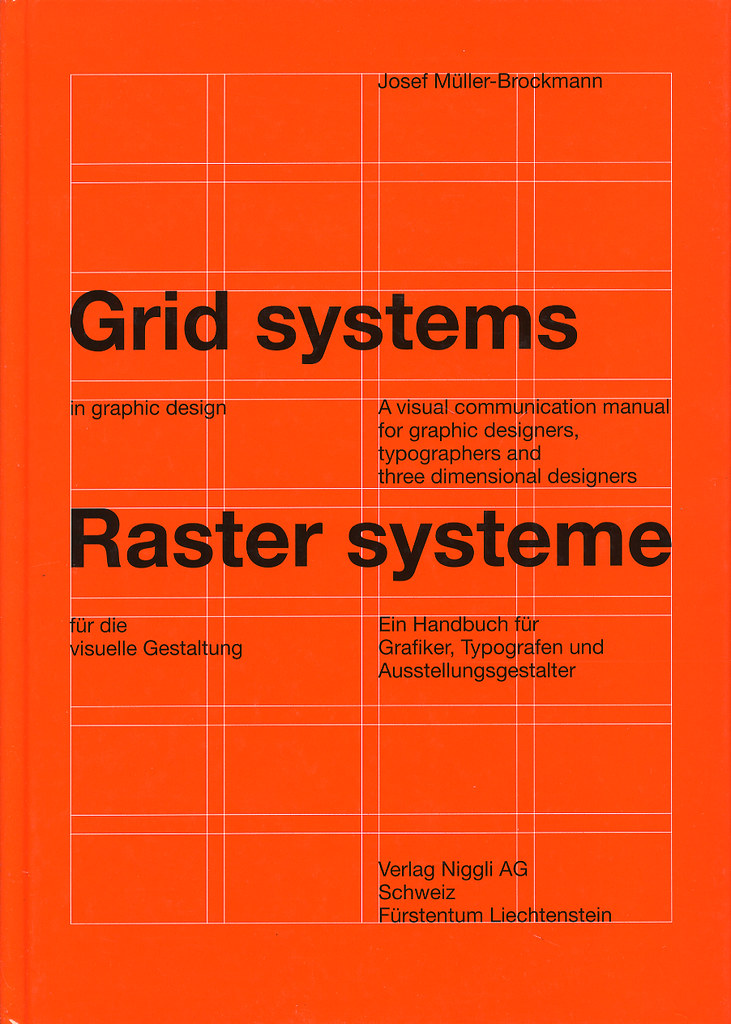 Josef Müller-Brockmann
Grid systems
in graphic design
A visual communication manual
for graphic designers,
typographers and
three dimensional designers
Raster systeme
für die
visuelle Gestaltung
Ein Handbuch für
Grafiker, Typografen und
Ausstellungsgestalter
Verlag Niggli AG
Schweiz
Fürstentum Liechtenstein